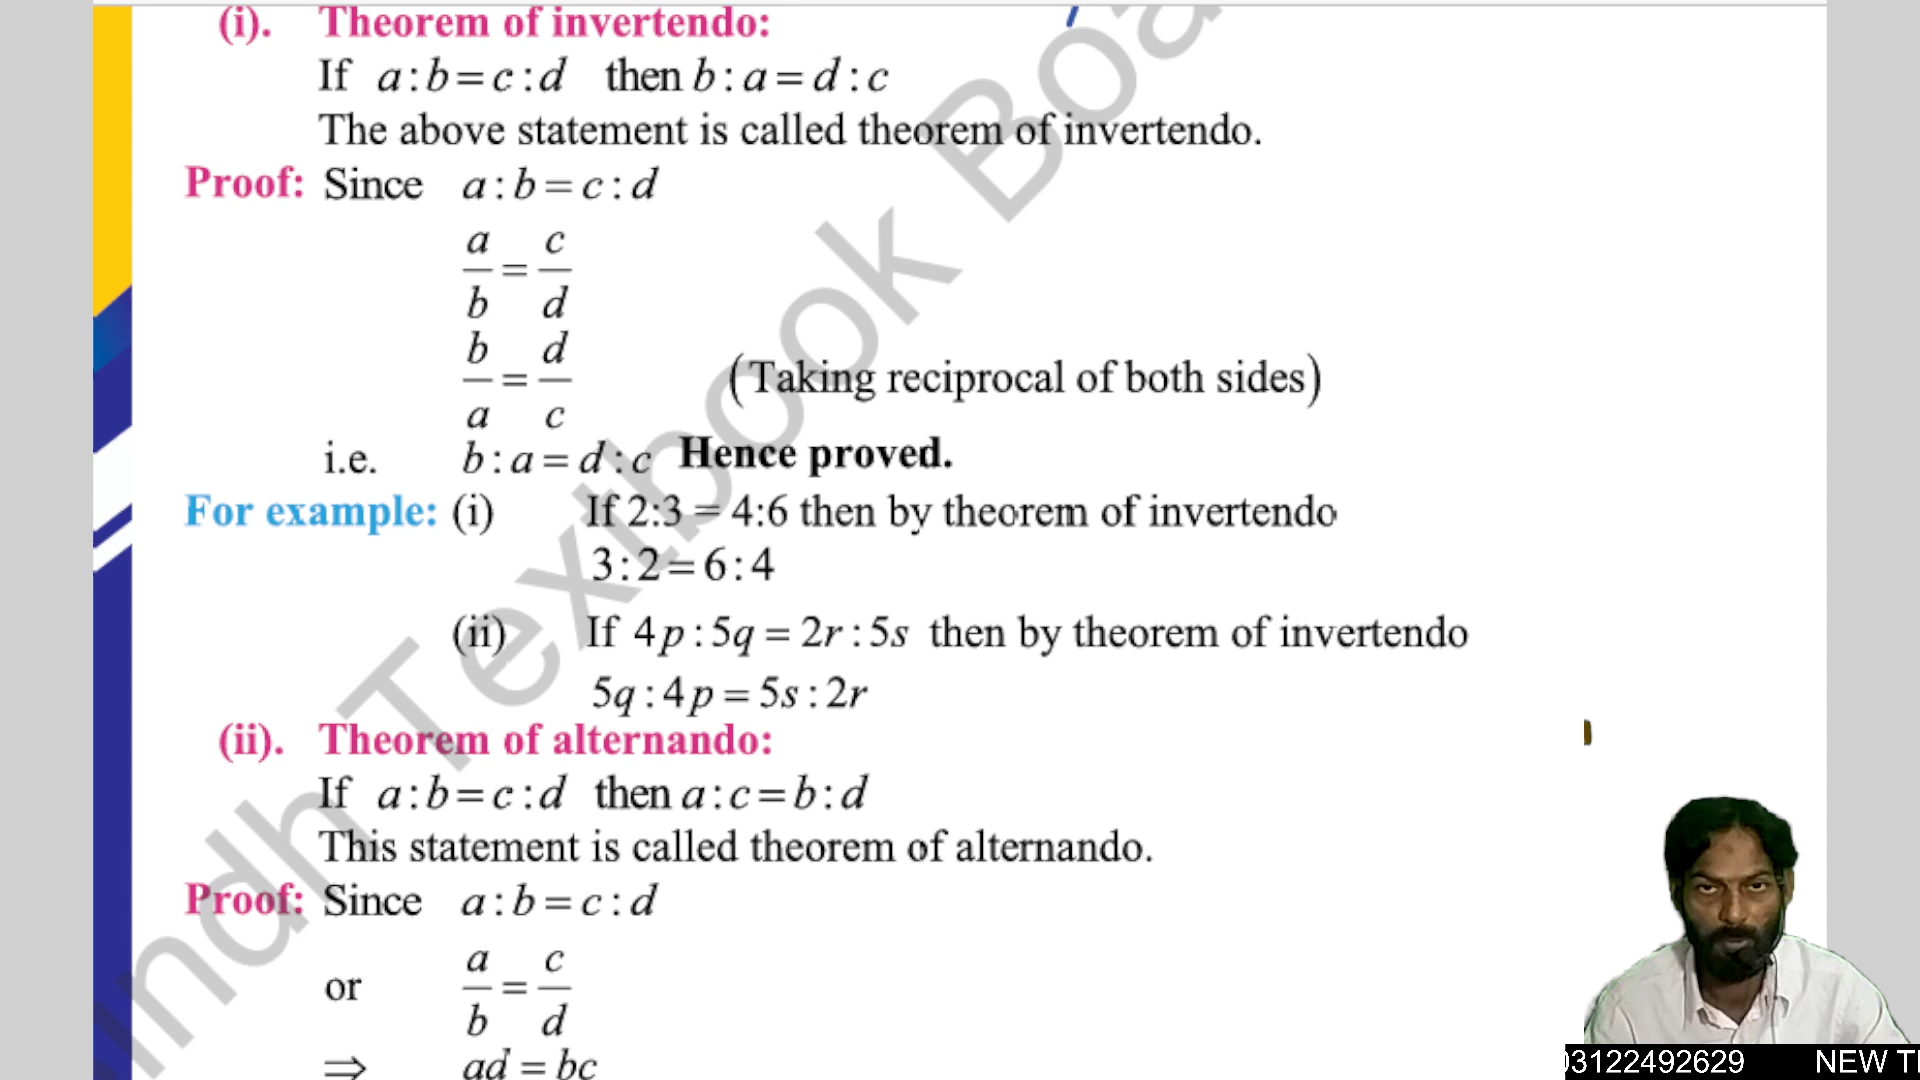 (i). Theorem of invertendo:
If a : b = c : d then b : a = d : c
The above statement is called theorem of invertendo.
Proof: Since a : b = c : d
a/b = c/d
b/a = d/c (Taking reciprocal of both sides)
i.e. b : a = d : c Hence proved.
For example: (i) If 2:3 = 4:6 then by theorem of invertendo
3 : 2 = 6 : 4
(ii) If 4p : 5q = 2r : 5s then by theorem of invertendo
5q : 4p = 5s : 2r
(ii). Theorem of alternando:
If a : b = c : d then a : c = b : d
This statement is called theorem of alternando.
Proof: Since a : b = c : d
or a/b = c/d
⇒ ad = bc
Textbook
03122492629 NEW